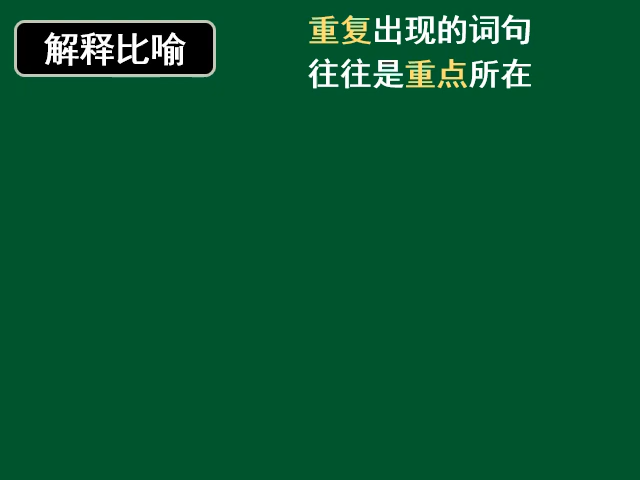 解释比喻
重复出现的词句
往往是重点所在